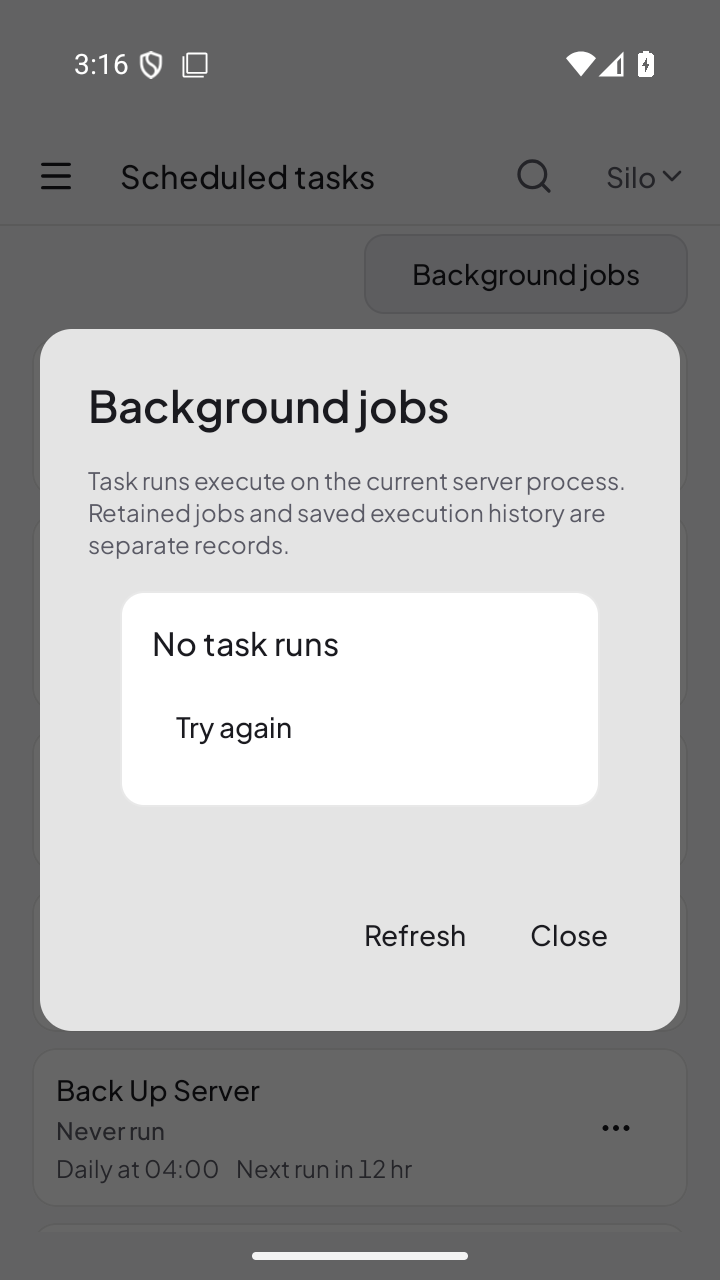 3:16
Scheduled tasks
Silo
Background jobs
Background jobs
Task runs execute on the current server process.
Retained jobs and saved execution history are
separate records.
No task runs
Try again
Refresh
Close
Back Up Server
Never run
Daily at 04:00 Next run in 12 hr